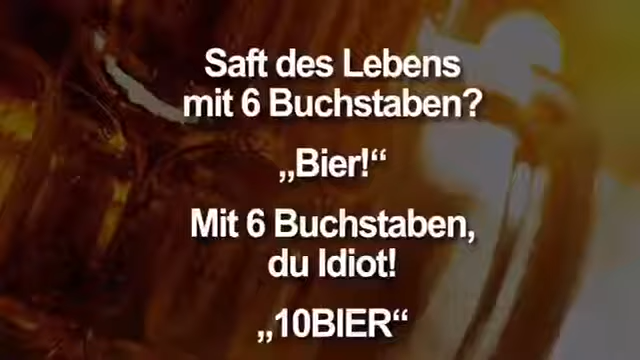 Saft des Lebens
mit 6 Buchstaben?
„Bier!“
Mit 6 Buchstaben,
du Idiot!
„10BIER“